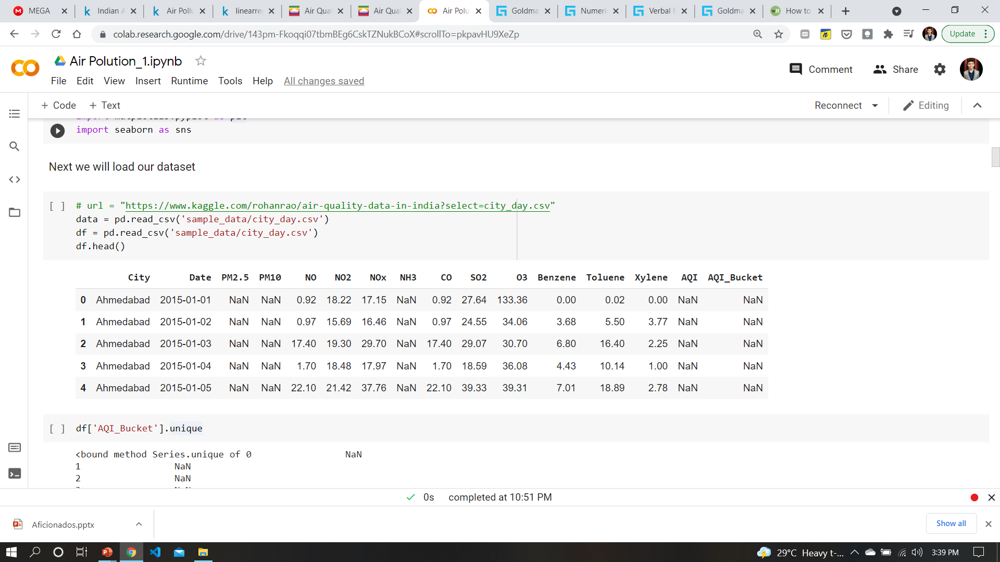 MEGA
Indian A
Air Pollu
linearreg
Air Qual
Air Qual
Air Polu
Goldma
Numeri
Verbal R
Goldma
How to
colab.research.google.com/drive/143pm-Fkoqqi07tbmBEg6CskTZNukBCoX#scrollTo=pkpavHU9XeZp
Update
Air Polution_1.ipynb
File Edit View Insert Runtime Tools Help All changes saved
Comment Share
+ Code + Text
Reconnect Editing
import matplotlib.pyplot as plt
import seaborn as sns
Next we will load our dataset
[ ] # url = "https://www.kaggle.com/rohanrao/air-quality-data-in-india?select=city_day.csv"
data = pd.read_csv('sample_data/city_day.csv')
df = pd.read_csv('sample_data/city_day.csv')
df.head()
City Date PM2.5 PM10 NO NO2 NOx NH3 CO SO2 O3 Benzene Toluene Xylene AQI AQI_Bucket
0 Ahmedabad 2015-01-01 NaN NaN 0.92 18.22 17.15 NaN 0.92 27.64 133.36 0.00 0.02 0.00 NaN NaN
1 Ahmedabad 2015-01-02 NaN NaN 0.97 15.69 16.46 NaN 0.97 24.55 34.06 3.68 5.50 3.77 NaN NaN
2 Ahmedabad 2015-01-03 NaN NaN 17.40 19.30 29.70 NaN 17.40 29.07 30.70 6.80 16.40 2.25 NaN NaN
3 Ahmedabad 2015-01-04 NaN NaN 1.70 18.48 17.97 NaN 1.70 18.59 36.08 4.43 10.14 1.00 NaN NaN
4 Ahmedabad 2015-01-05 NaN NaN 22.10 21.42 37.76 NaN 22.10 39.33 39.31 7.01 18.89 2.78 NaN NaN
[ ] df['AQI_Bucket'].unique
<bound method Series.unique of 0 NaN
1 NaN
2 NaN
0s completed at 10:51 PM
Aficionados.pptx
Show all
29°C Heavy t-...
3:39 PM